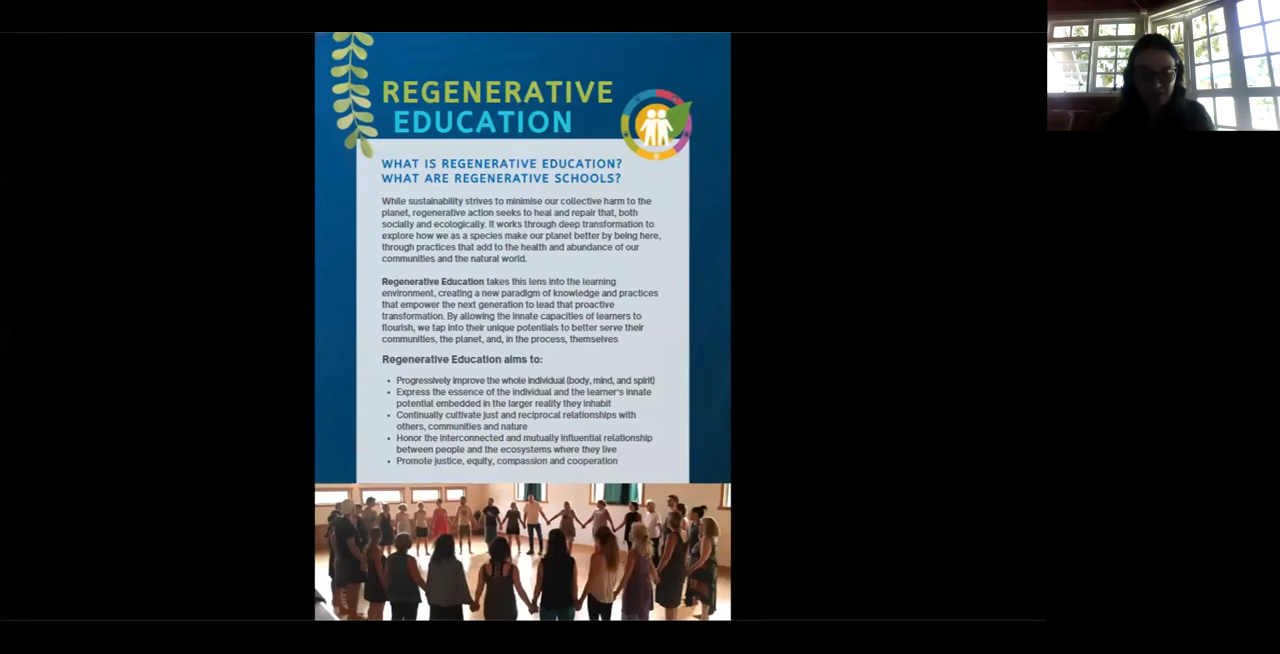 REGENERATIVE
EDUCATION
WHAT IS REGENERATIVE EDUCATION?
WHAT ARE REGENERATIVE SCHOOLS?
While sustainability strives to minimise our collective harm to the
planet, regenerative action seeks to heal and repair that, both
socially and ecologically. It works through deep transformation to
explore how we as a species make our planet better by being here,
through practices that add to the health and abundance of our
communities and the natural world.
Regenerative Education takes this lens into the learning
environment, creating a new paradigm of knowledge and practices
that empower the next generation to lead that proactive
transformation. By allowing the innate capacities of learners to
flourish, we tap into their unique potentials to better serve their
communities, the planet, and, in the process, themselves
Regenerative Education aims to:
• Progressively improve the whole individual (body, mind, and spirit)
• Express the essence of the individual and the learner's innate
potential embedded in the larger reality they inhabit
• Continually cultivate just and reciprocal relationships with
others, communities and nature
• Honor the interconnected and mutually influential relationship
between people and the ecosystems where they live
• Promote justice, equity, compassion and cooperation